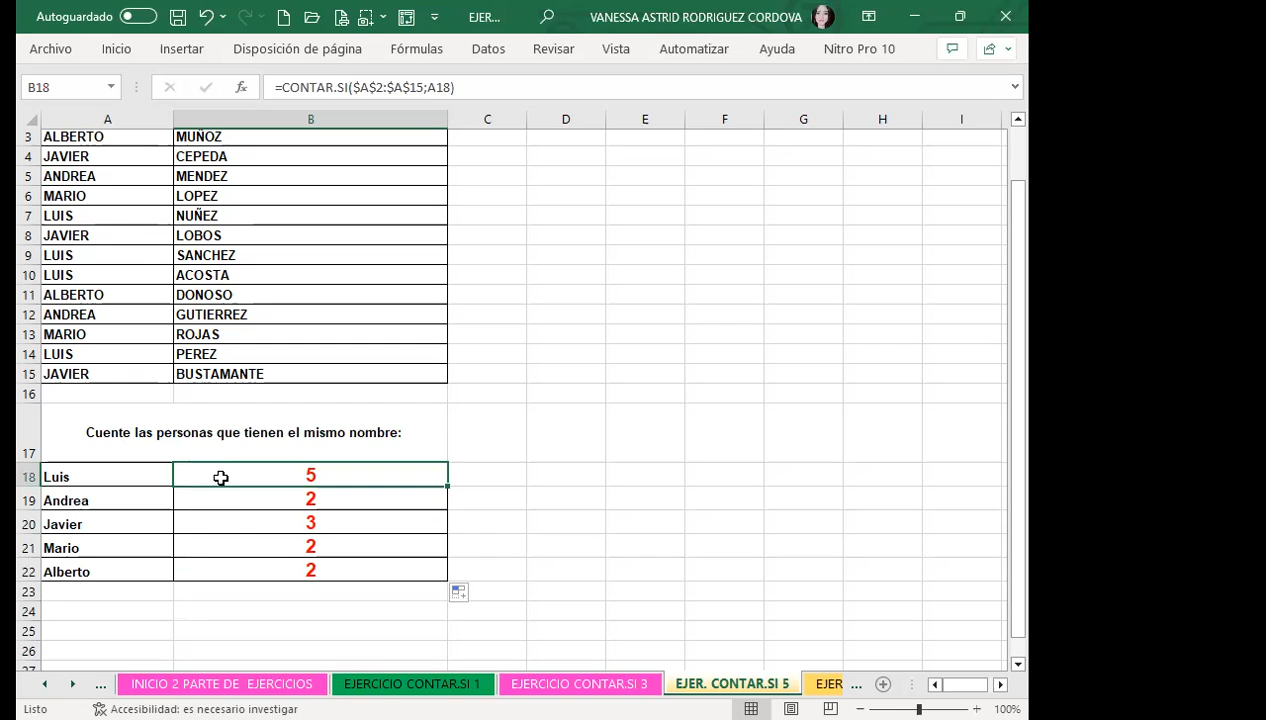 Autoguardado
EJER...
VANESSA ASTRID RODRIGUEZ CORDOVA
Archivo Inicio Insertar Disposición de página Fórmulas Datos Revisar Vista Automatizar Ayuda Nitro Pro 10
B18 fx =CONTAR.SI($A$2:$A$15;A18)
A B C D E F G H I
3 ALBERTO MUÑOZ
4 JAVIER CEPEDA
5 ANDREA MENDEZ
6 MARIO LOPEZ
7 LUIS NUÑEZ
8 JAVIER LOBOS
9 LUIS SANCHEZ
10 LUIS ACOSTA
11 ALBERTO DONOSO
12 ANDREA GUTIERREZ
13 MARIO ROJAS
14 LUIS PEREZ
15 JAVIER BUSTAMANTE
16
17 Cuente las personas que tienen el mismo nombre:
18 Luis 5
19 Andrea 2
20 Javier 3
21 Mario 2
22 Alberto 2
23
24
25
26
27
... INICIO 2 PARTE DE EJERCICIOS EJERCICIO CONTAR.SI 1 EJERCICIO CONTAR.SI 3 EJER. CONTAR.SI 5 EJER ...
Listo Accesibilidad: es necesario investigar 100%